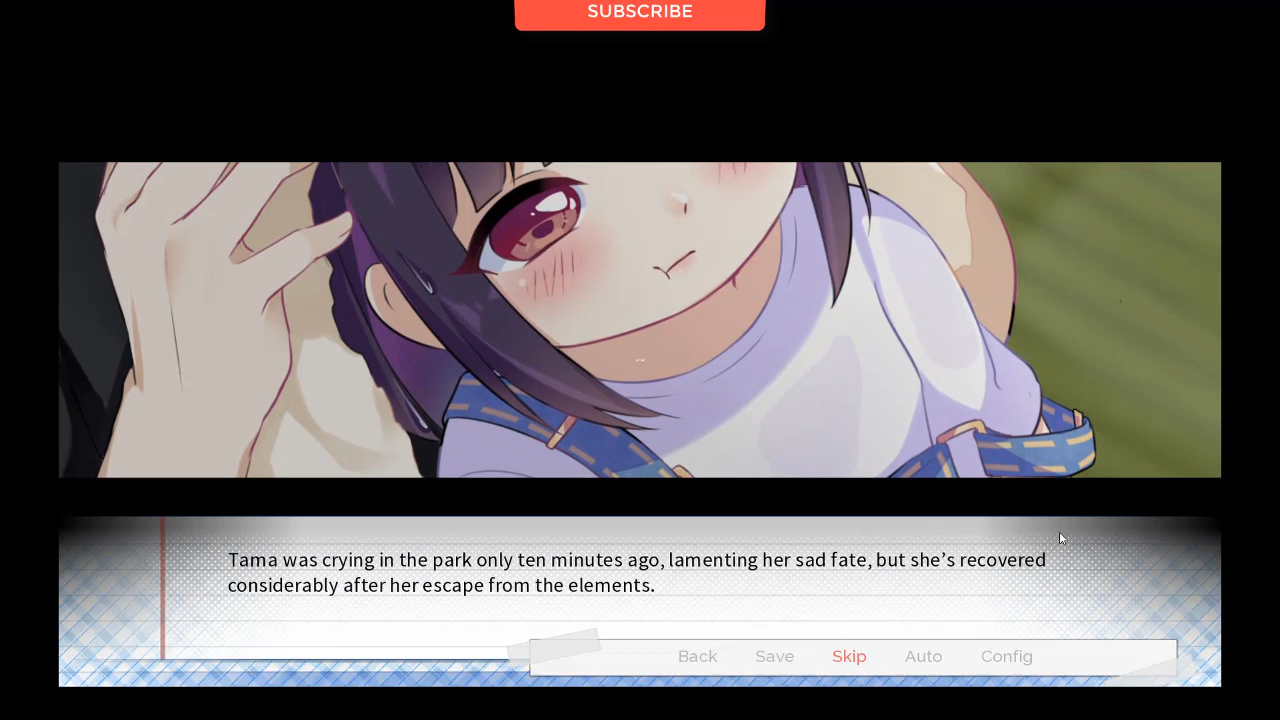 SUBSCRIBE
Tama was crying in the park only ten minutes ago, lamenting her sad fate, but she’s recovered
considerably after her escape from the elements.
Back Save Skip Auto Config